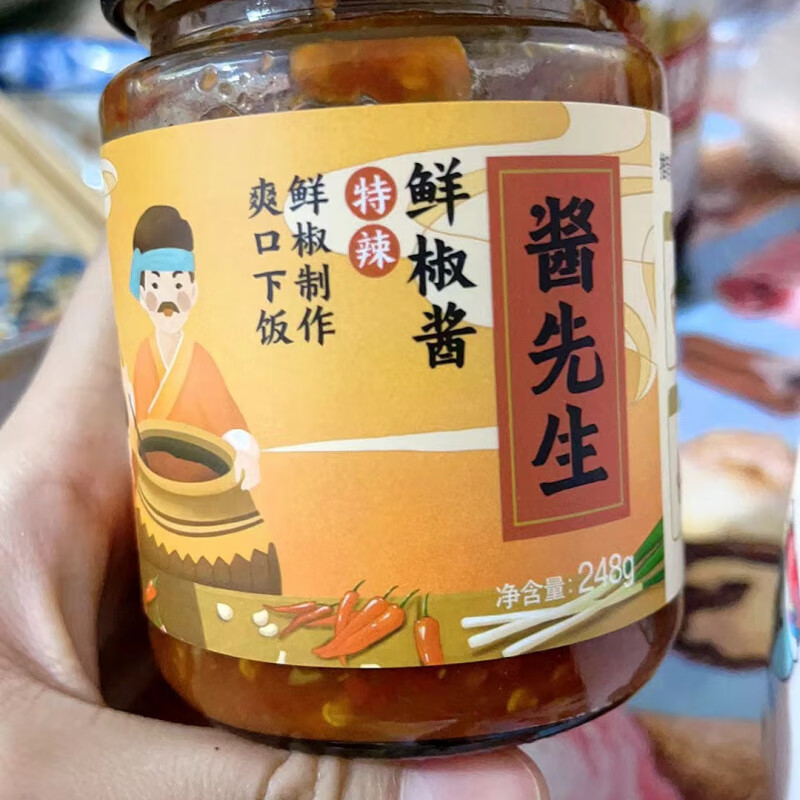 酱先生
鲜椒酱
特辣
鲜椒制作
爽口下饭
净含量:248g